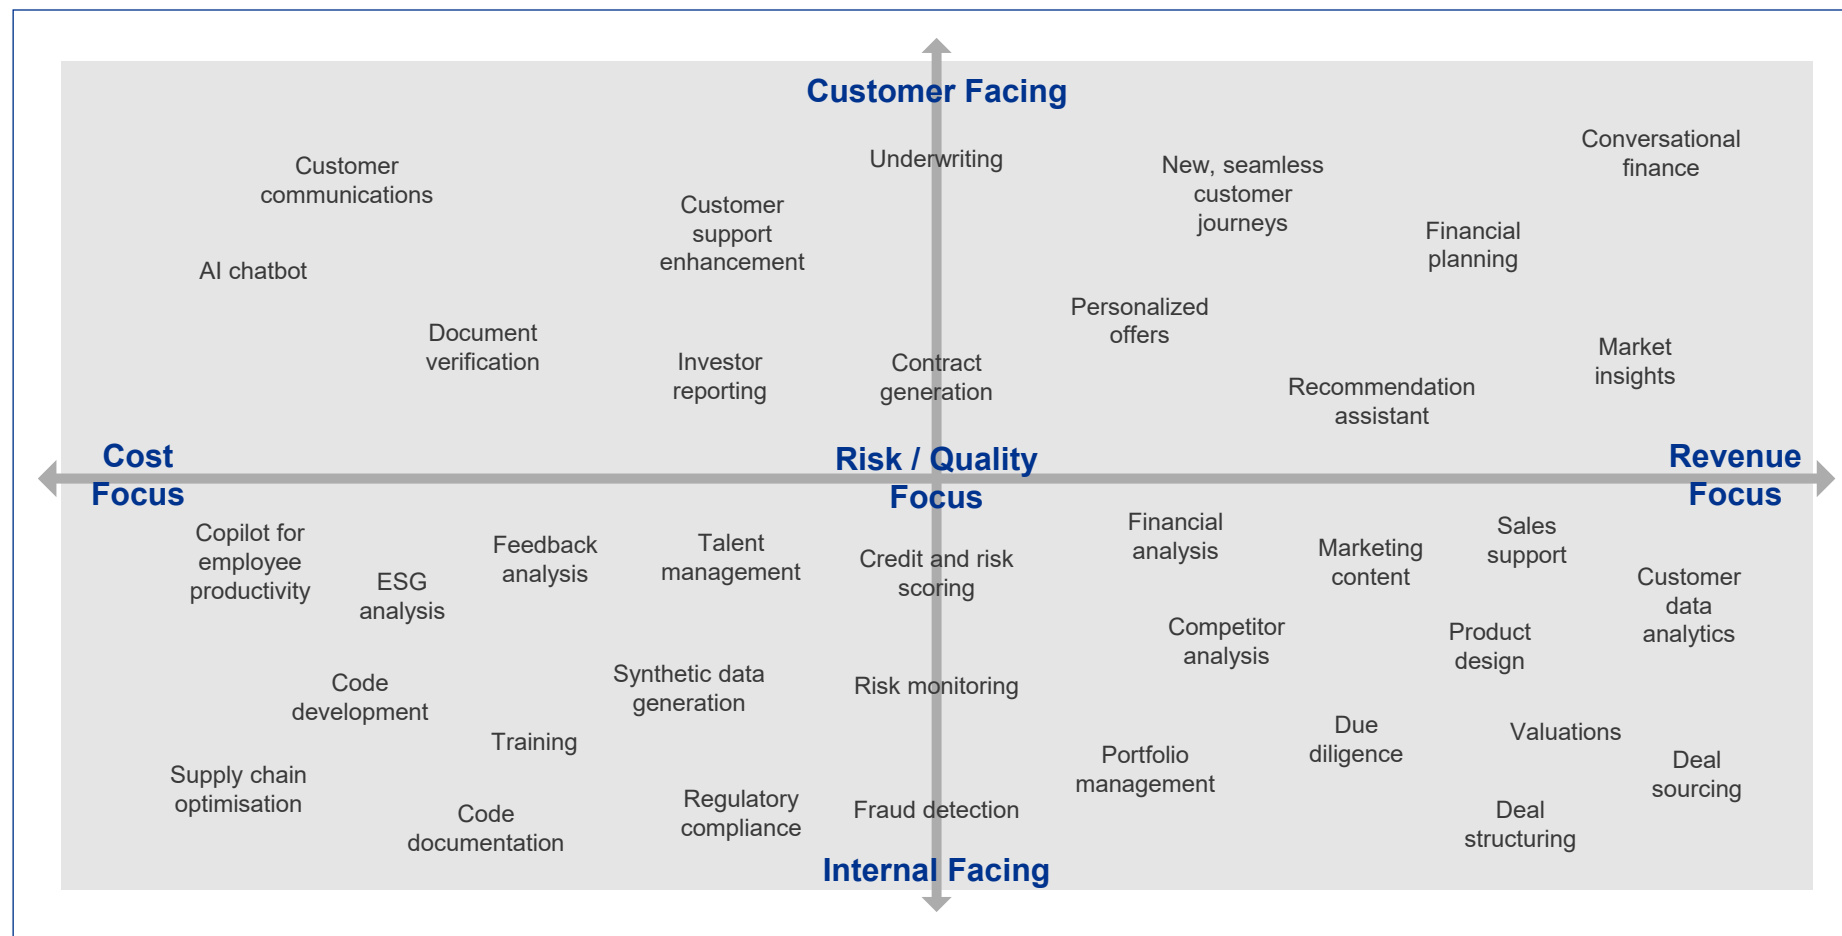 Customer Facing
Customer
communications
AI chatbot
Document
verification
Customer
support
enhancement
Investor
reporting
Underwriting
Contract
generation
New, seamless
customer
journeys
Personalized
offers
Financial
planning
Recommendation
assistant
Conversational
finance
Market
insights
Cost
Focus
Risk / Quality
Focus
Revenue
Focus
Copilot for
employee
productivity
ESG
analysis
Feedback
analysis
Talent
management
Code
development
Synthetic data
generation
Training
Supply chain
optimisation
Code
documentation
Regulatory
compliance
Credit and risk
scoring
Risk monitoring
Fraud detection
Financial
analysis
Marketing
content
Sales
support
Customer
data
analytics
Competitor
analysis
Product
design
Portfolio
management
Due
diligence
Valuations
Deal
sourcing
Deal
structuring
Internal Facing